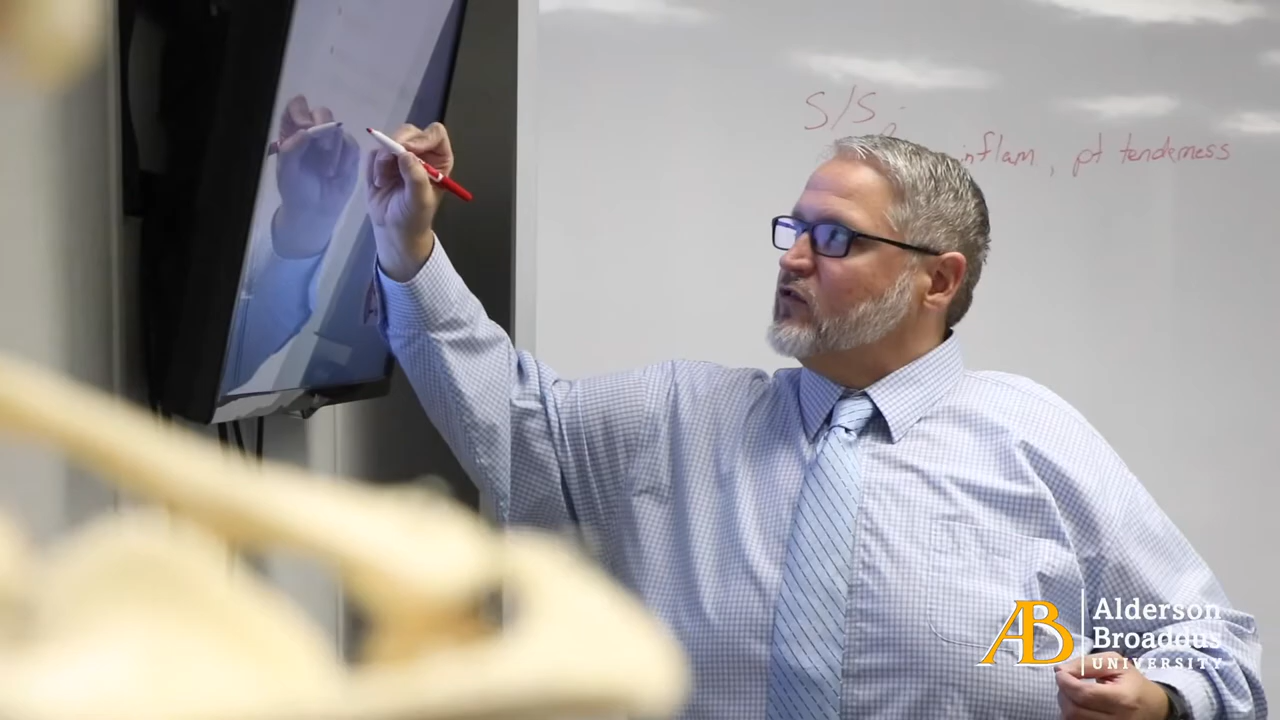 S/S:
inflam, pt tenderness
AB
Alderson
Broaddus
UNIVERSITY